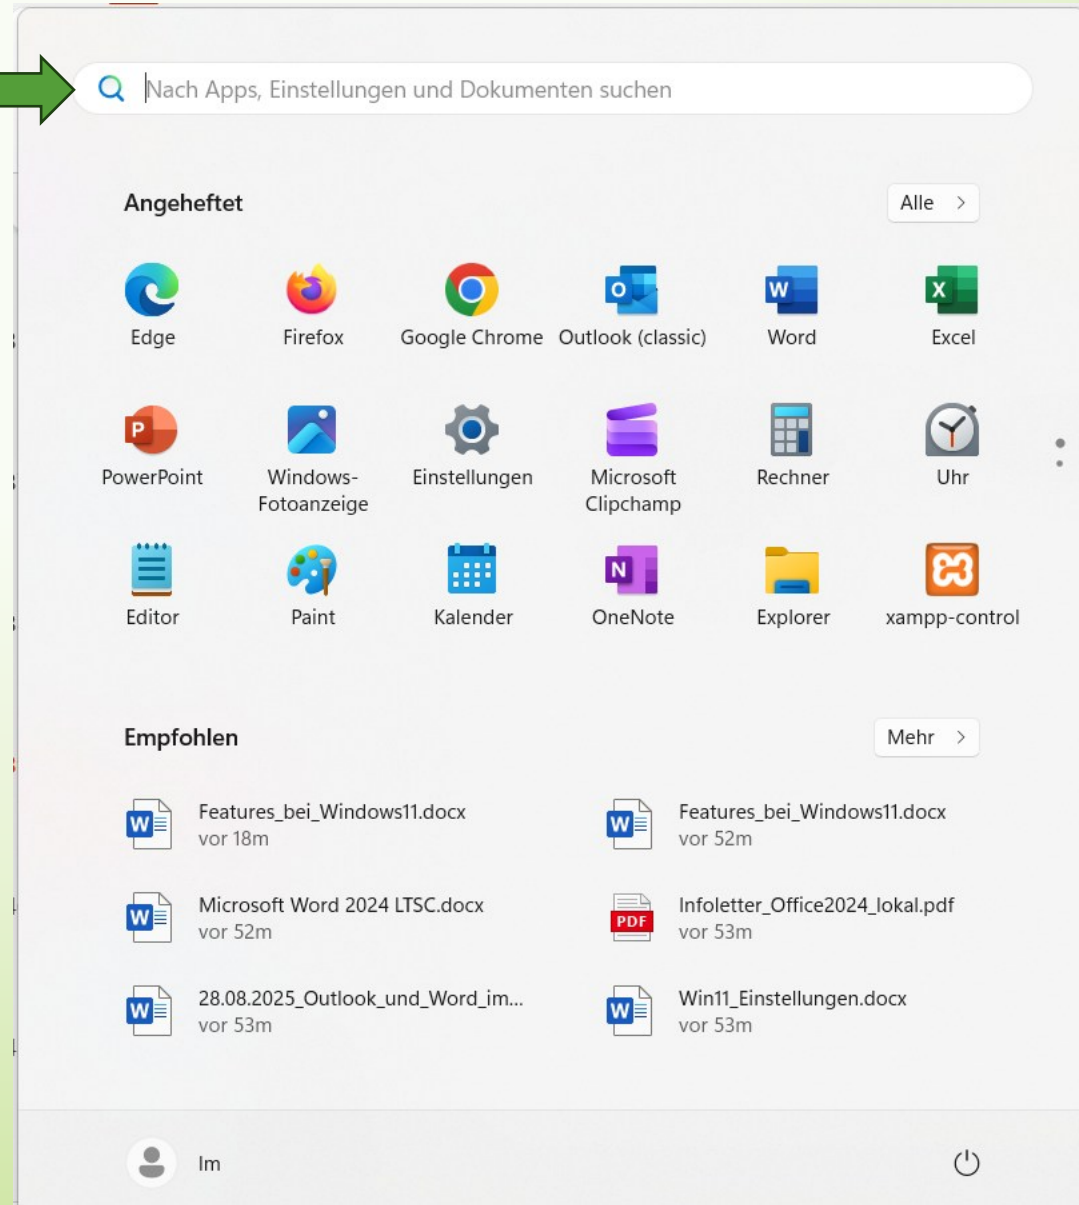 Nach Apps, Einstellungen und Dokumenten suchen
Angeheftet
Alle
Edge
Firefox
Google Chrome
Outlook (classic)
Word
Excel
PowerPoint
Windows-
Fotoanzeige
Einstellungen
Microsoft
Clipchamp
Rechner
Uhr
Editor
Paint
Kalender
OneNote
Explorer
xampp-control
Empfohlen
Mehr
Features_bei_Windows11.docx
vor 18m
Features_bei_Windows11.docx
vor 52m
Microsoft Word 2024 LTSC.docx
vor 52m
PDF
Infoletter_Office2024_lokal.pdf
vor 53m
28.08.2025_Outlook_und_Word_im...
vor 53m
Win11_Einstellungen.docx
vor 53m